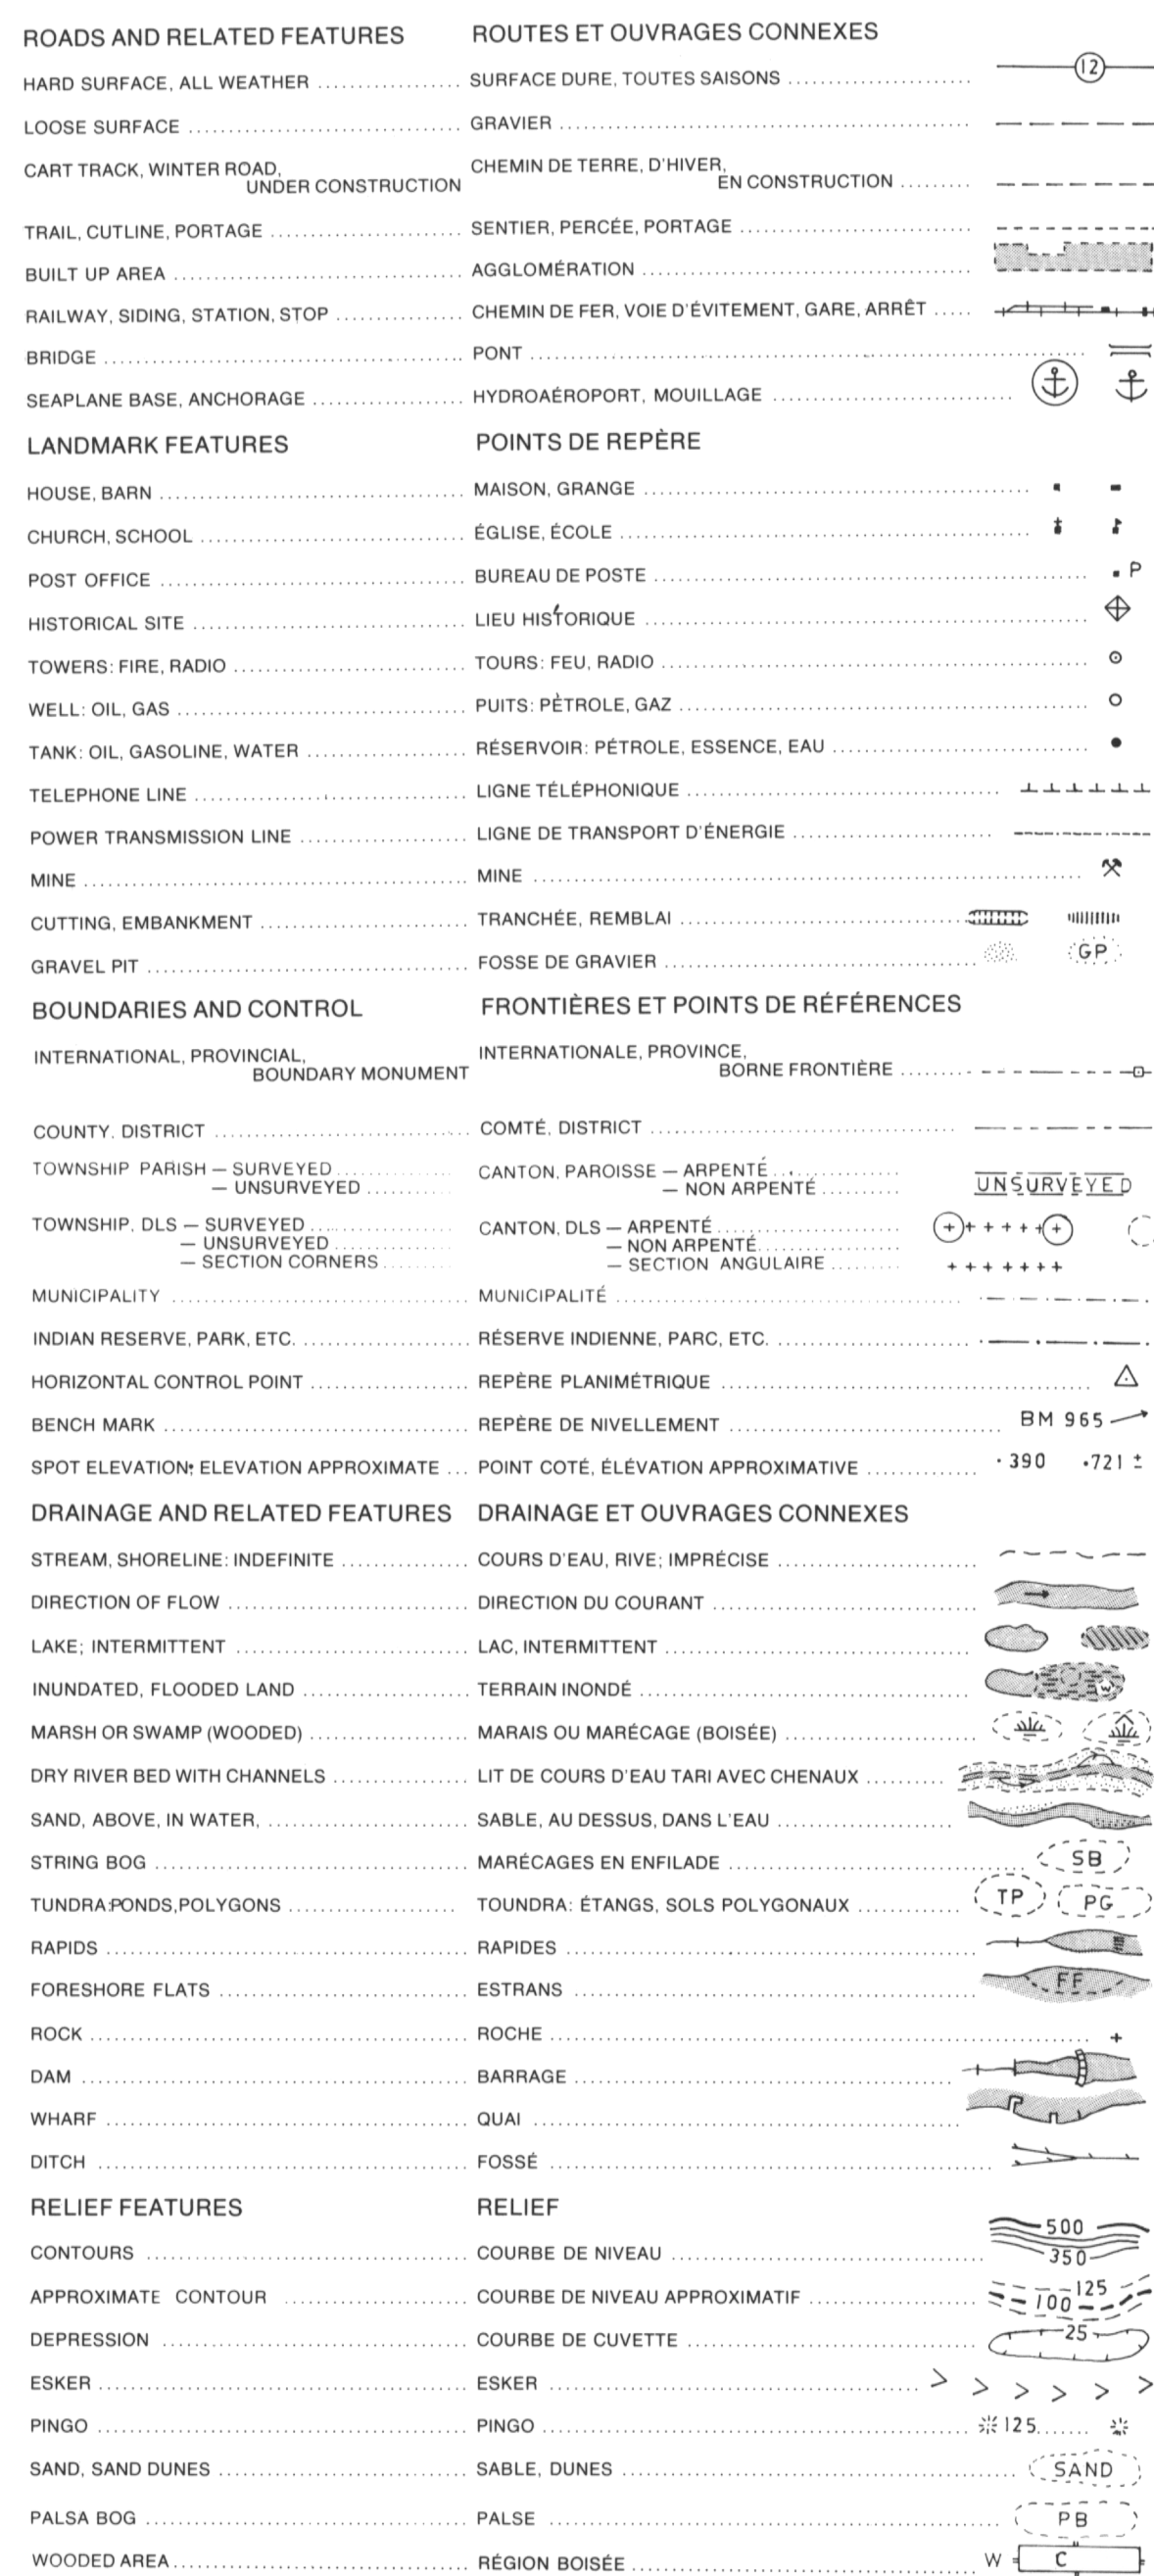 ROADS AND RELATED FEATURES ROUTES ET OUVRAGES CONNEXES
HARD SURFACE, ALL WEATHER SURFACE DURE, TOUTES SAISONS 12
LOOSE SURFACE GRAVIER
CART TRACK, WINTER ROAD, CHEMIN DE TERRE, D'HIVER,
UNDER CONSTRUCTION EN CONSTRUCTION
TRAIL, CUTLINE, PORTAGE SENTIER, PERCÉE, PORTAGE
BUILT UP AREA AGGLOMÉRATION
RAILWAY, SIDING, STATION, STOP CHEMIN DE FER, VOIE D'ÉVITEMENT, GARE, ARRÊT
BRIDGE PONT
SEAPLANE BASE, ANCHORAGE HYDROAÉROPORT, MOUILLAGE
LANDMARK FEATURES POINTS DE REPÈRE
HOUSE, BARN MAISON, GRANGE
CHURCH, SCHOOL ÉGLISE, ÉCOLE
POST OFFICE BUREAU DE POSTE P
HISTORICAL SITE LIEU HISTORIQUE
TOWERS: FIRE, RADIO TOURS: FEU, RADIO
WELL: OIL, GAS PUITS: PÈTROLE, GAZ
TANK: OIL, GASOLINE, WATER RÉSERVOIR: PÉTROLE, ESSENCE, EAU
TELEPHONE LINE LIGNE TÉLÉPHONIQUE
POWER TRANSMISSION LINE LIGNE DE TRANSPORT D'ÉNERGIE
MINE MINE
CUTTING, EMBANKMENT TRANCHÉE, REMBLAI
GRAVEL PIT FOSSE DE GRAVIER GP
BOUNDARIES AND CONTROL FRONTIÈRES ET POINTS DE RÉFÉRENCES
INTERNATIONAL, PROVINCIAL, INTERNATIONALE, PROVINCE,
BOUNDARY MONUMENT BORNE FRONTIÈRE
COUNTY. DISTRICT COMTÉ. DISTRICT
TOWNSHIP PARISH — SURVEYED CANTON, PAROISSE — ARPENTÉ
— UNSURVEYED — NON ARPENTÉ UNSURVEYED
TOWNSHIP. DLS — SURVEYED CANTON, DLS — ARPENTÉ
— UNSURVEYED — NON ARPENTÉ
— SECTION CORNERS — SECTION ANGULAIRE
MUNICIPALITY MUNICIPALITÉ
INDIAN RESERVE, PARK, ETC. RÉSERVE INDIENNE, PARC, ETC.
HORIZONTAL CONTROL POINT REPÈRE PLANIMÉTRIQUE
BENCH MARK REPÈRE DE NIVELLEMENT BM 965
SPOT ELEVATION; ELEVATION APPROXIMATE POINT COTÉ, ÉLÉVATION APPROXIMATIVE ·390 ·721 ±
DRAINAGE AND RELATED FEATURES DRAINAGE ET OUVRAGES CONNEXES
STREAM, SHORELINE: INDEFINITE COURS D'EAU, RIVE; IMPRÉCISE
DIRECTION OF FLOW DIRECTION DU COURANT
LAKE; INTERMITTENT LAC, INTERMITTENT
INUNDATED, FLOODED LAND TERRAIN INONDÉ W
MARSH OR SWAMP (WOODED) MARAIS OU MARÉCAGE (BOISÉE)
DRY RIVER BED WITH CHANNELS LIT DE COURS D'EAU TARI AVEC CHENAUX
SAND, ABOVE, IN WATER, SABLE, AU DESSUS, DANS L'EAU
STRING BOG MARÉCAGES EN ENFILADE SB
TUNDRA:PONDS,POLYGONS TOUNDRA: ÉTANGS, SOLS POLYGONAUX TP PG
RAPIDS RAPIDES
FORESHORE FLATS ESTRANS FF
ROCK ROCHE
DAM BARRAGE
WHARF QUAI
DITCH FOSSÉ
RELIEF FEATURES RELIEF
CONTOURS COURBE DE NIVEAU 500 350
APPROXIMATE CONTOUR COURBE DE NIVEAU APPROXIMATIF 125 100
DEPRESSION COURBE DE CUVETTE 25
ESKER ESKER
PINGO PINGO 125
SAND, SAND DUNES SABLE, DUNES SAND
PALSA BOG PALSE PB
WOODED AREA RÉGION BOISÉE W C